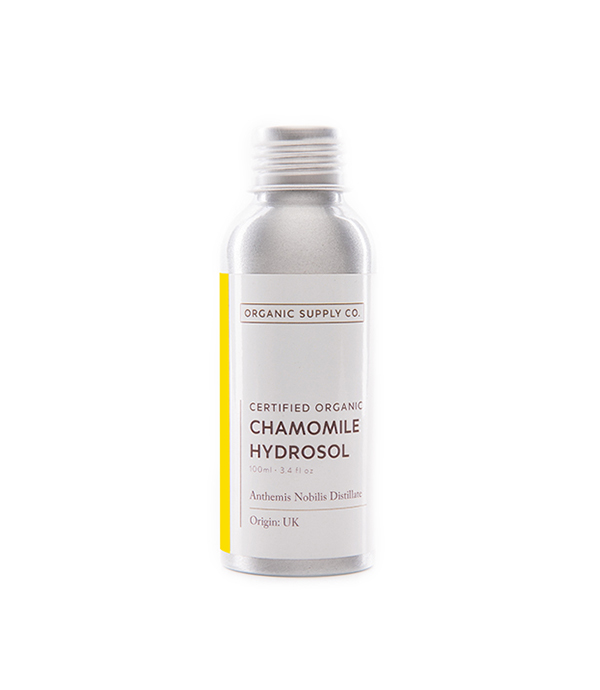 ORGANIC SUPPLY CO.
CERTIFIED ORGANIC
CHAMOMILE
HYDROSOL
100ml - 3.4 fl oz
Anthemis Nobilis Distillate
Origin: UK